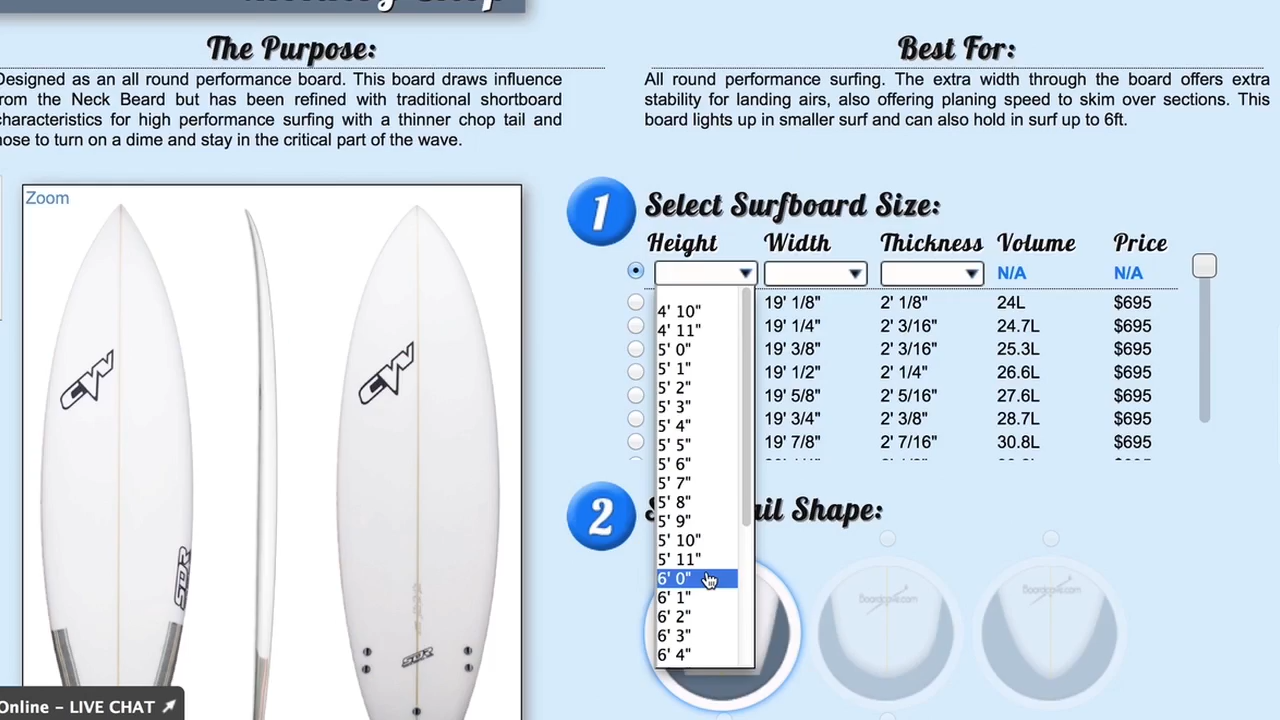 The Purpose:
Designed as an all round performance board. This board draws influence
from the Neck Beard but has been refined with traditional shortboard
characteristics for high performance surfing with a thinner chop tail and
nose to turn on a dime and stay in the critical part of the wave.
Best For:
All round performance surfing. The extra width through the board offers extra
stability for landing airs, also offering planing speed to skim over sections. This
board lights up in smaller surf and can also hold in surf up to 6ft.
Zoom
CVV
SDR
CVV
SDR
Online – LIVE CHAT
1 Select Surfboard Size:
Height Width Thickness Volume Price
N/A N/A
19' 1/8" 2' 1/8" 24L $695
19' 1/4" 2' 3/16" 24.7L $695
19' 3/8" 2' 3/16" 25.3L $695
19' 1/2" 2' 1/4" 26.6L $695
19' 5/8" 2' 5/16" 27.6L $695
19' 3/4" 2' 3/8" 28.7L $695
19' 7/8" 2' 7/16" 30.8L $695
4' 10"
4' 11"
5' 0"
5' 1"
5' 2"
5' 3"
5' 4"
5' 5"
5' 6"
5' 7"
5' 8"
5' 9"
5' 10"
5' 11"
6' 0"
6' 1"
6' 2"
6' 3"
6' 4"
2 S ail Shape:
Boardcave.com
Boardcave.com